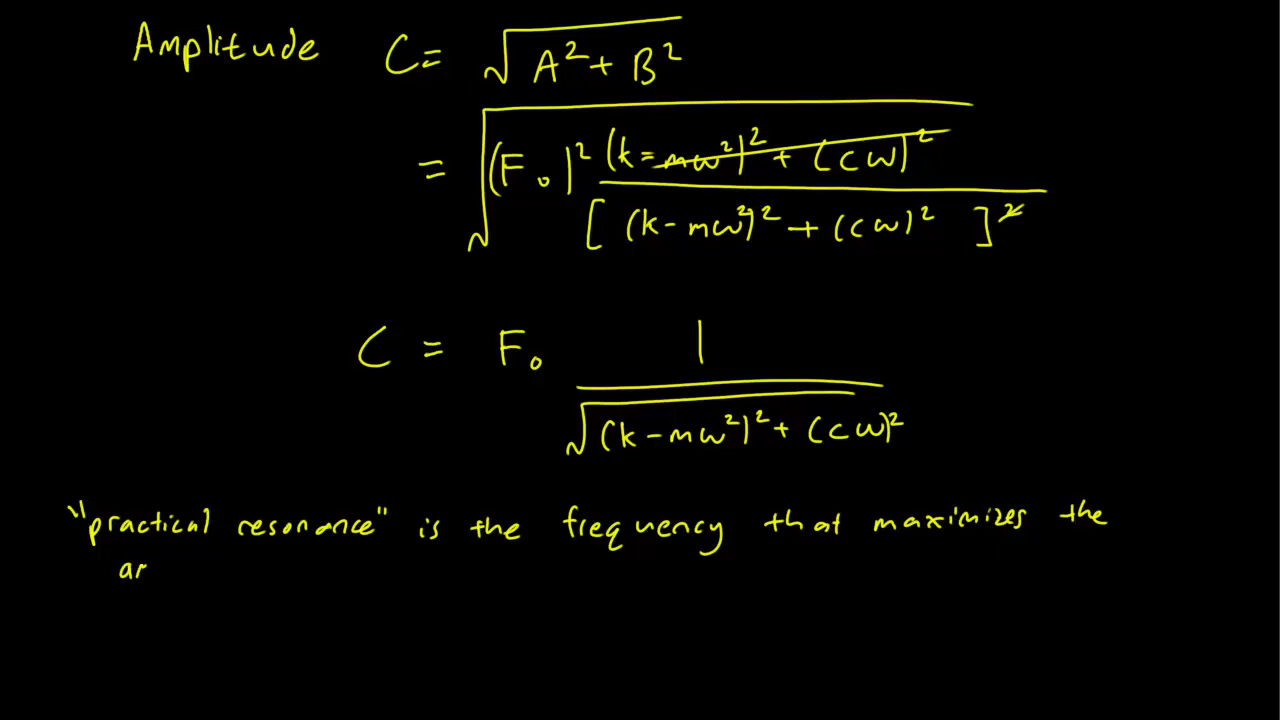 Amplitude C = √(A² + B²)
= √((F₀)² (k = mω²)² + (cω)² / [(k - mω²)² + (cω)²]²)
C = F₀ 1 / √((k - mω²)² + (cω)²)
"practical resonance" is the frequency that maximizes the